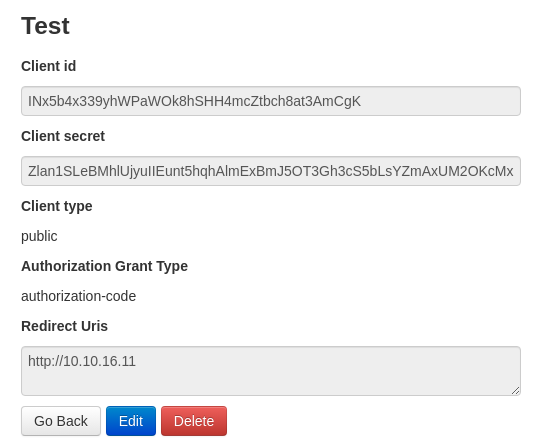 Test
Client id
INx5b4x339yhWPaWOk8hSHH4mcZtbch8at3AmCgK
Client secret
Zlan1SLeBMhlUjyuIIEunt5hqhAlmExBmJ5OT3Gh3cS5bLsYZmAxUM2OKcMx
Client type
public
Authorization Grant Type
authorization-code
Redirect Uris
http://10.10.16.11
Go Back Edit Delete